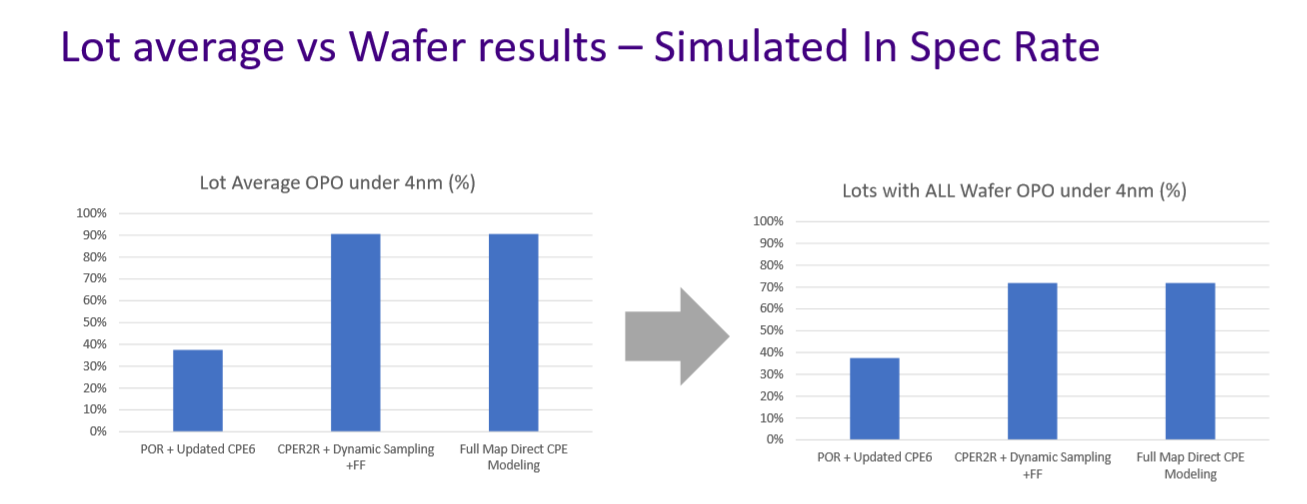 Lot average vs Wafer results – Simulated In Spec Rate
Lot Average OPO under 4nm (%)
100%
90%
80%
70%
60%
50%
40%
30%
20%
10%
0%
POR + Updated CPE6
CPER2R + Dynamic Sampling
+FF
Full Map Direct CPE
Modeling
Lots with ALL Wafer OPO under 4nm (%)
100%
90%
80%
70%
60%
50%
40%
30%
20%
10%
0%
POR + Updated CPE6
CPER2R + Dynamic Sampling
+FF
Full Map Direct CPE
Modeling